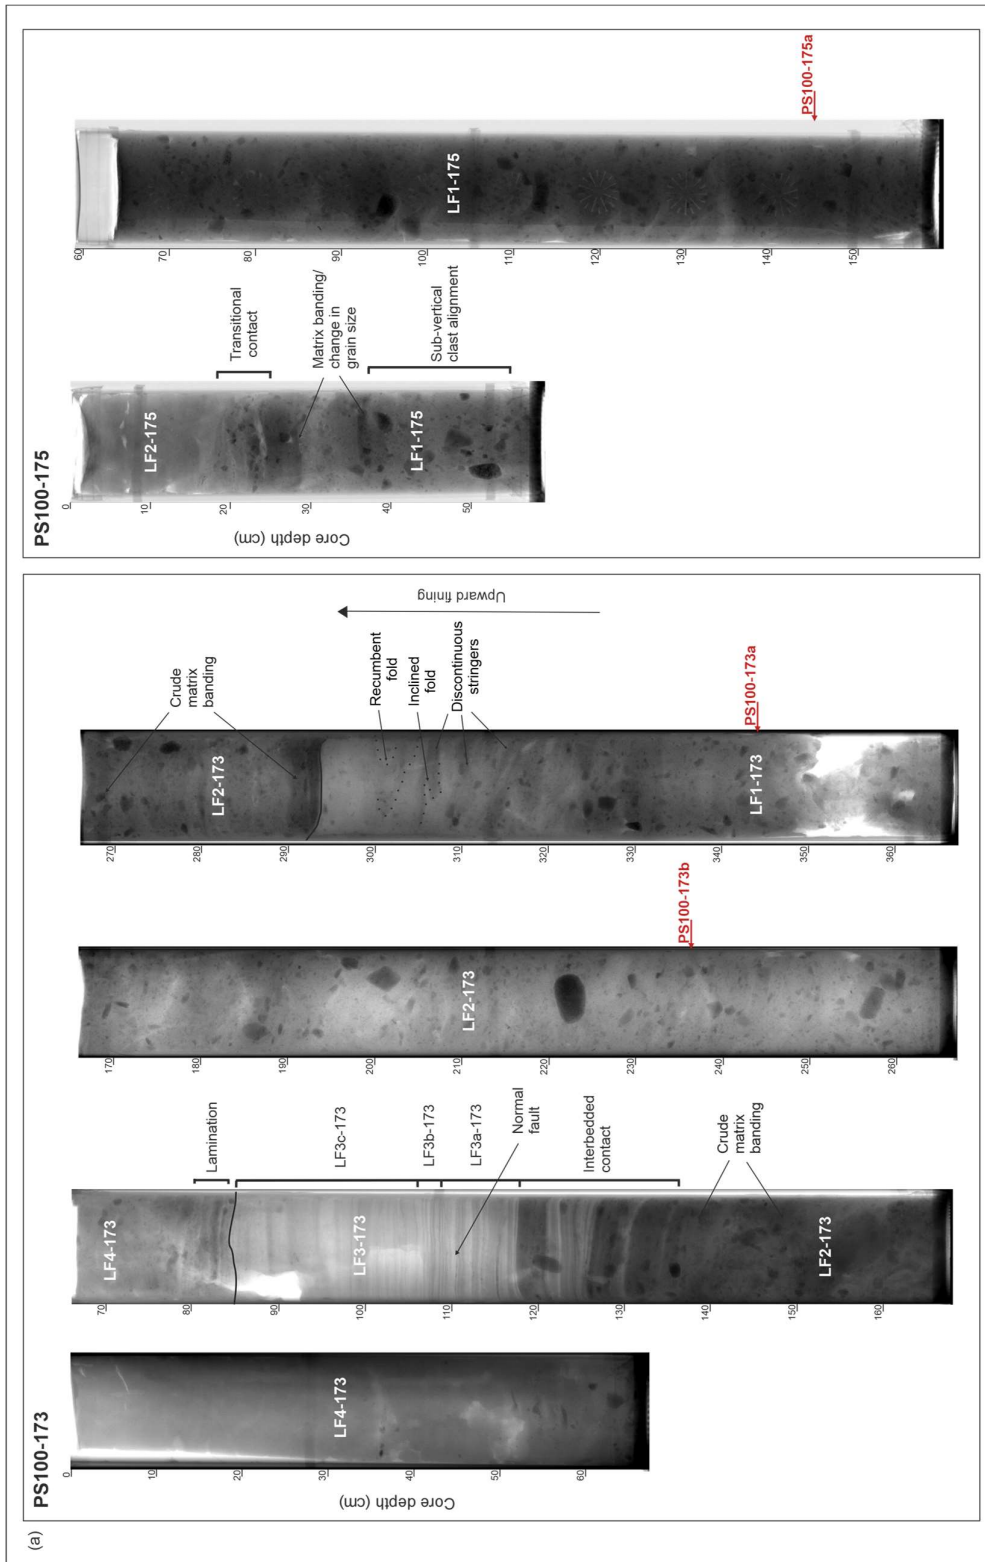 (a)
PS100-173
Core depth (cm)
0
10
20
30
40
50
60
LF4-173
70
80
90
100
110
120
130
140
150
160
LF4-173
LF3-173
LF2-173
Lamination
LF3c-173
LF3b-173
LF3a-173
Normal
fault
Interbedded
contact
Crude
matrix
banding
170
180
190
200
210
220
230
240
250
260
LF2-173
PS100-173b
270
280
290
300
310
320
330
340
350
360
LF2-173
LF1-173
Crude
matrix
banding
Recumbent
fold
Inclined
fold
Discontinuous
stringers
PS100-173a
Upward fining
PS100-175
Core depth (cm)
0
10
20
30
40
50
LF2-175
LF1-175
Transitional
contact
Matrix banding/
change in
grain size
Sub-vertical
clast alignment
60
70
80
90
100
110
120
130
140
150
LF1-175
PS100-175a